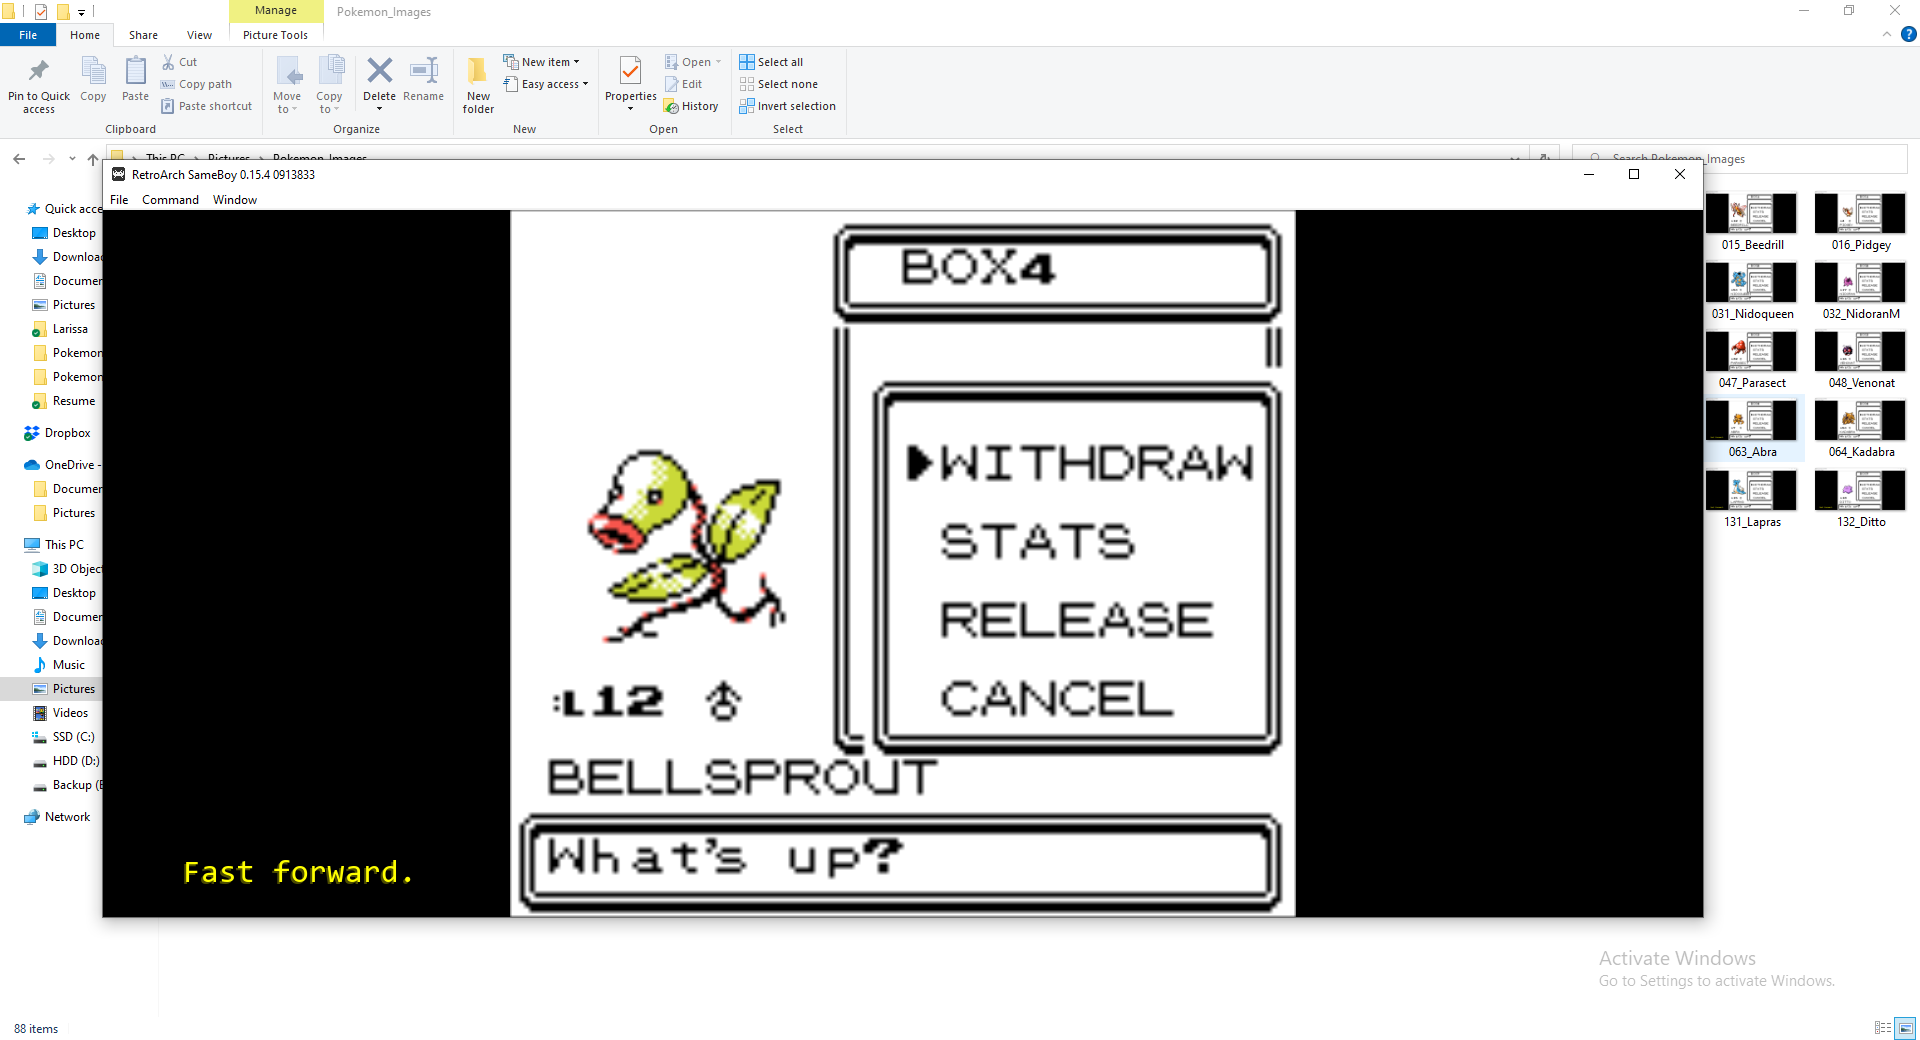 Manage
Pokemon_Images
File
Home
Share
View
Picture Tools
Pin to Quick access
Copy
Paste
Cut
Copy path
Paste shortcut
Clipboard
Move to
Copy to
Delete
Rename
Organize
New folder
New item
Easy access
New
Properties
Open
Edit
History
Open
Select all
Select none
Invert selection
Select
This PC
Pictures
Pokemon_Images
Search Pokemon_Images
RetroArch SameBoy 0.15.4 0913833
File
Command
Window
Quick acce
Desktop
Downloa
Documer
Pictures
Larissa
Pokemon
Pokemon
Resume
Dropbox
OneDrive -
Documer
Pictures
This PC
3D Object
Desktop
Documer
Downloa
Music
Pictures
Videos
SSD (C:)
HDD (D:)
Backup (E
Network
BOX4
WITHDRAW
STATS
RELEASE
CANCEL
:L12 ♂
BELLSPROUT
What's up?
Fast forward.
015_Beedrill
016_Pidgey
031_Nidoqueen
032_NidoranM
047_Parasect
048_Venonat
063_Abra
064_Kadabra
131_Lapras
132_Ditto
Activate Windows
Go to Settings to activate Windows.
88 items